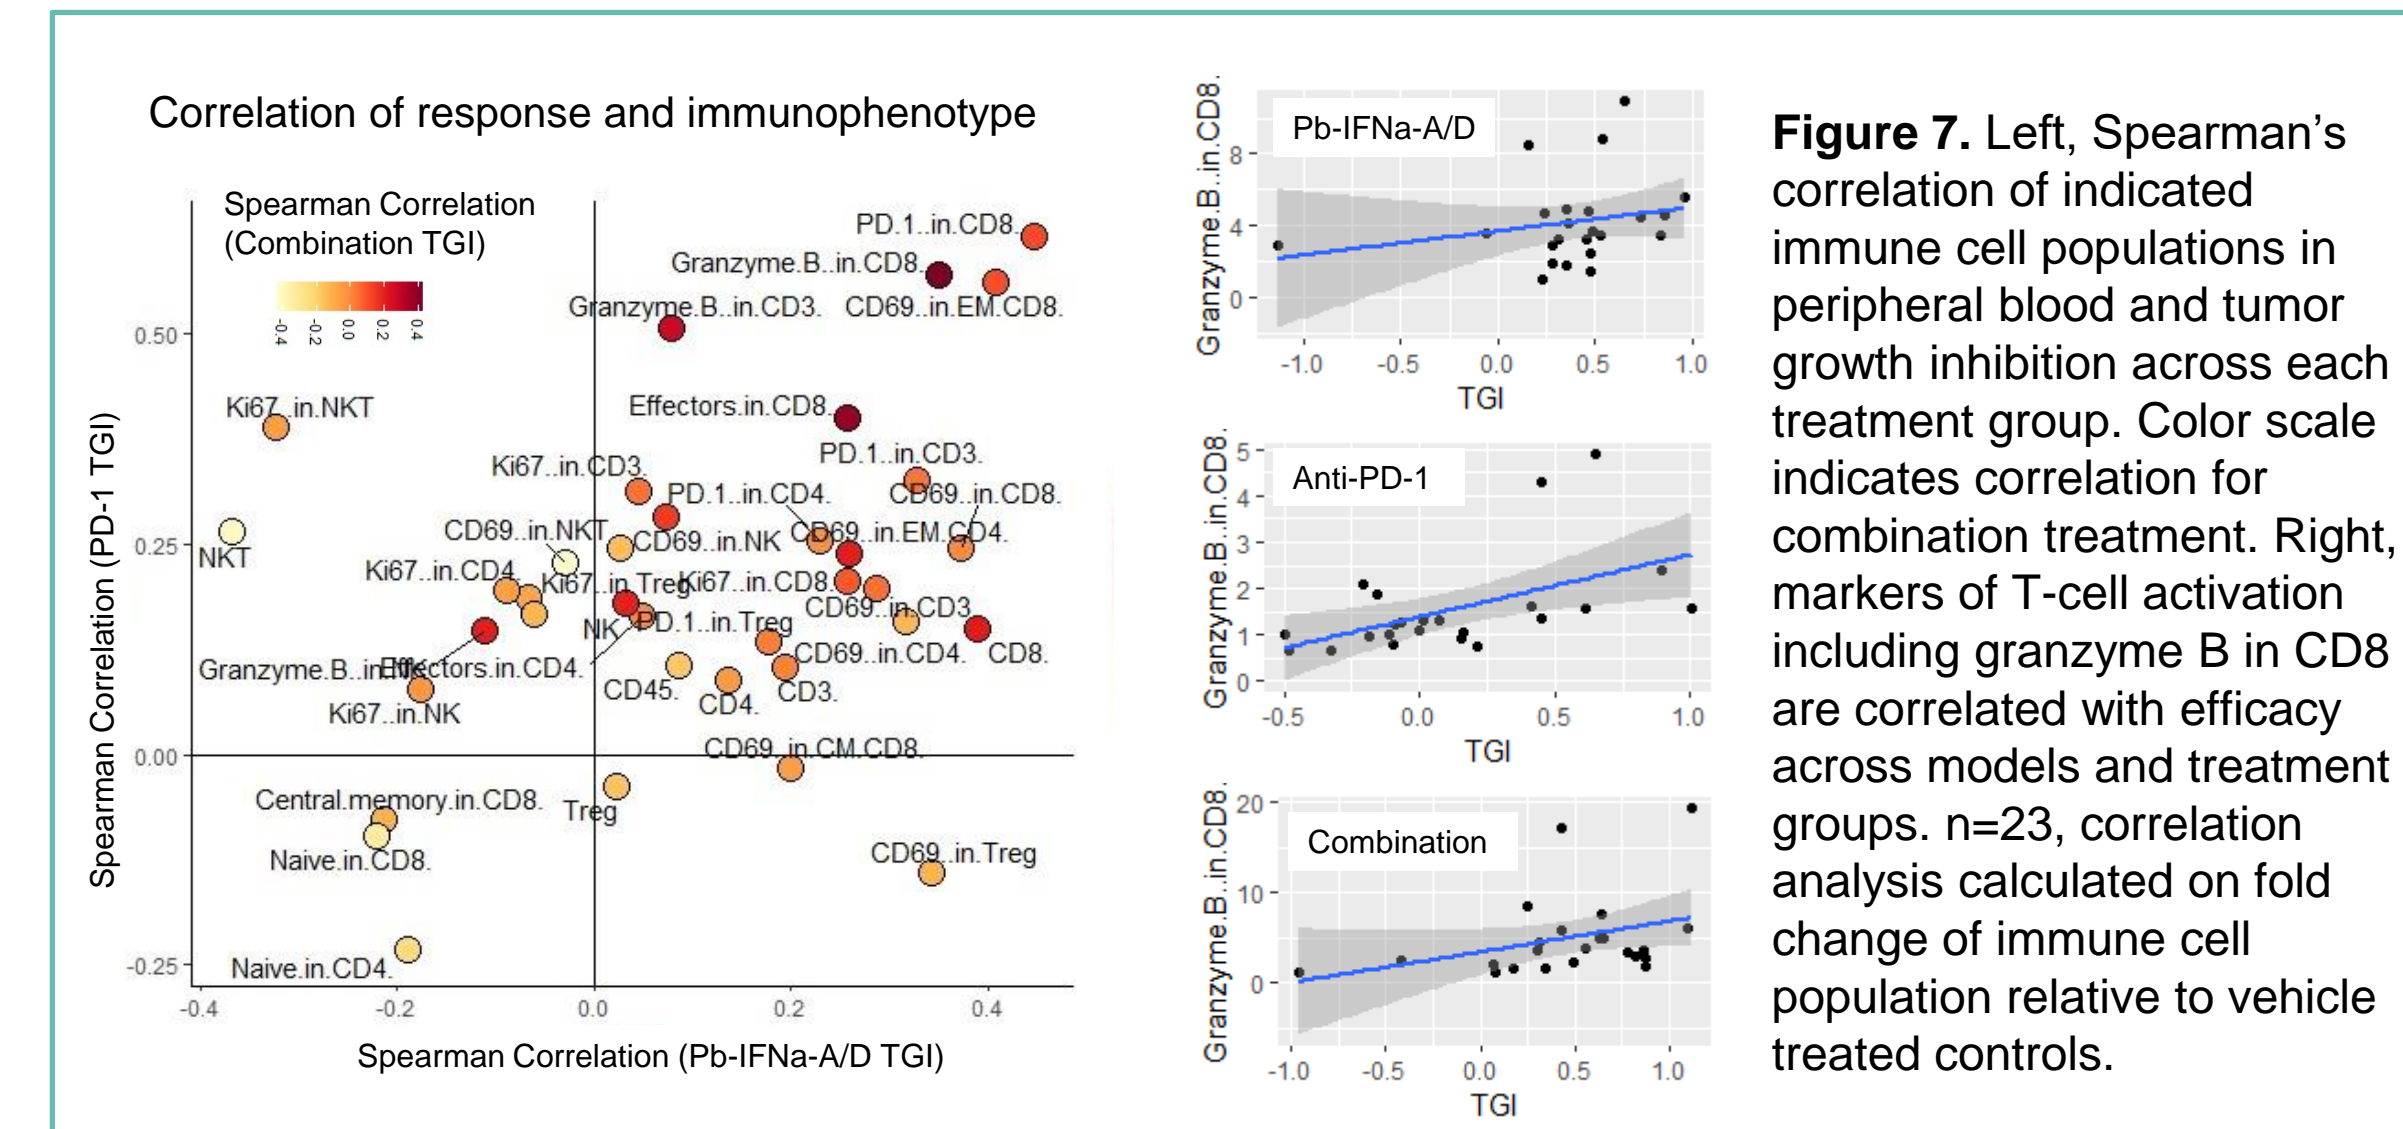 Correlation of response and immunophenotype
Spearman Correlation
(Combination TGI)
-0.4
-0.2
0.0
0.2
0.4
Spearman Correlation (PD-1 TGI)
0.50
0.25
0.00
-0.25
PD.1..in.CD8.
Granzyme.B..in.CD8.
Granzyme.B..in.CD3.
CD69..in.EM.CD8.
Ki67..in.NKT
Effectors.in.CD8.
PD.1..in.CD3.
Ki67..in.CD3.
PD.1..in.CD4.
CD69..in.CD8.
CD69..in.NKT
CD69..in.NK
CD69..in.EM.CD4.
NKT
Ki67..in.CD4.
Ki67..in.Treg
Ki67..in.CD8.
CD69..in.CD3.
NK
PD.1..in.Treg
Granzyme.B..in.NK
Effectors.in.CD4.
CD69..in.CD4.
CD8.
CD45.
CD4.
CD3.
Ki67..in.NK
CD69..in.CM.CD8.
Central.memory.in.CD8.
Treg
Naive.in.CD8.
CD69..in.Treg
Naive.in.CD4.
-0.4
-0.2
0.0
0.2
0.4
Spearman Correlation (Pb-IFNa-A/D TGI)
Granzyme.B..in.CD8.
Pb-IFNa-A/D
8
4
0
-1.0
-0.5
0.0
0.5
1.0
TGI
Granzyme.B..in.CD8.
Anti-PD-1
5
4
3
2
1
0
-0.5
0.0
0.5
1.0
TGI
Granzyme.B..in.CD8.
Combination
20
10
0
-1.0
-0.5
0.0
0.5
1.0
TGI
Figure 7. Left, Spearman's
correlation of indicated
immune cell populations in
peripheral blood and tumor
growth inhibition across each
treatment group. Color scale
indicates correlation for
combination treatment. Right,
markers of T-cell activation
including granzyme B in CD8
are correlated with efficacy
across models and treatment
groups. n=23, correlation
analysis calculated on fold
change of immune cell
population relative to vehicle
treated controls.